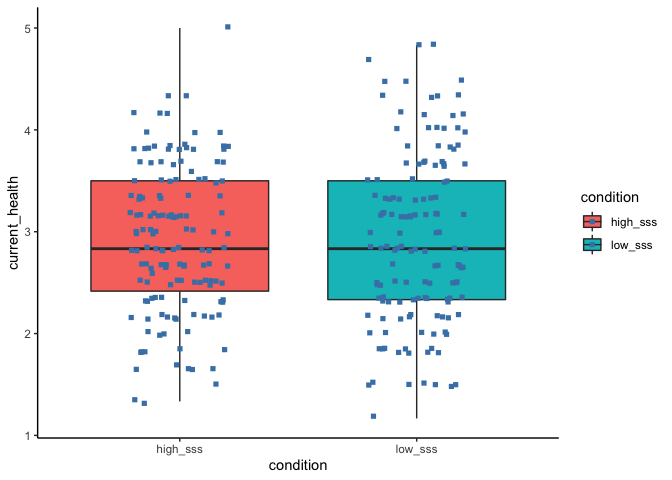 5
4
3
2
1
current_health
high_sss
low_sss
condition
condition
high_sss
low_sss